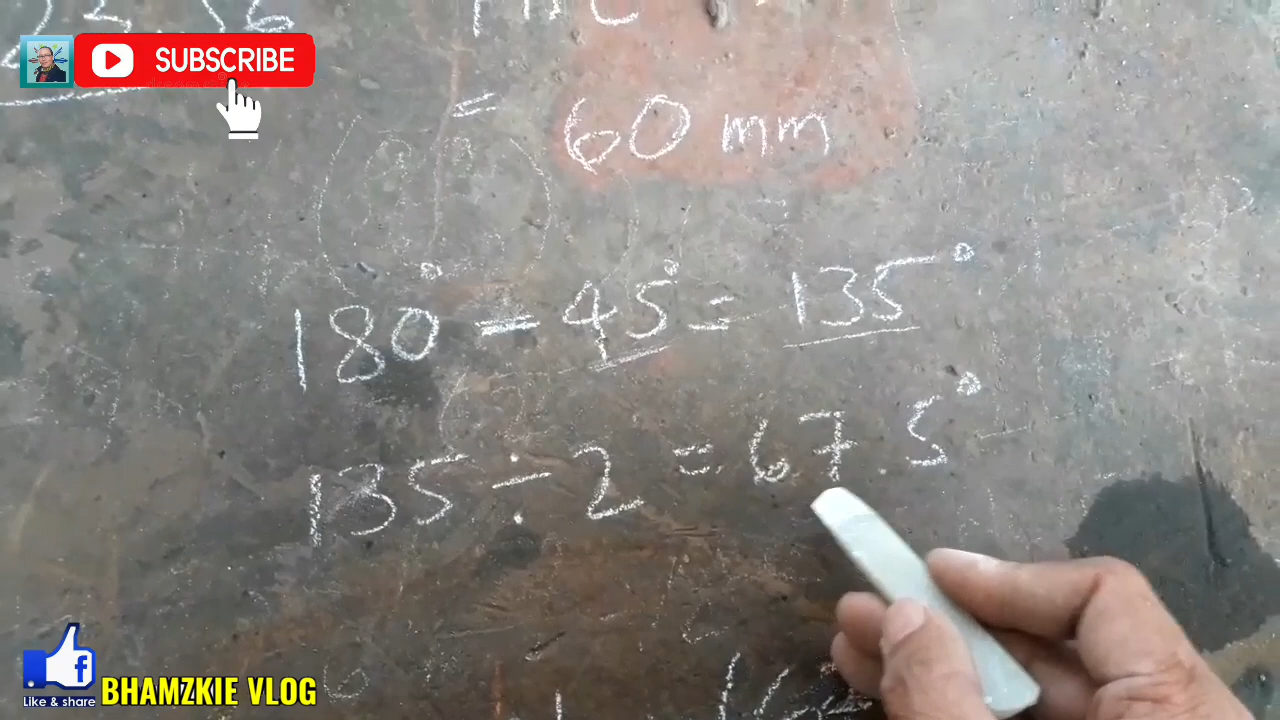 SUBSCRIBE
= 60 mm
180° - 45° = 135°
135 ÷ 2 = 67.5°
Like & share
BHAMZKIE VLOG